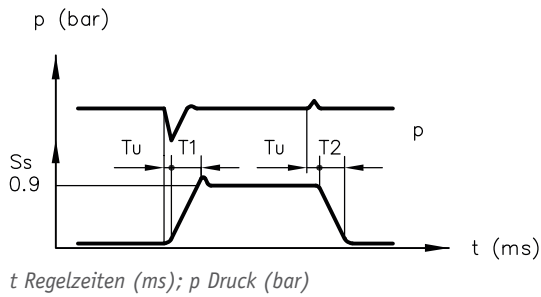 p (bar)
Tu T1 Tu T2 p
Ss
0.9
t (ms)
t Regelzeiten (ms); p Druck (bar)